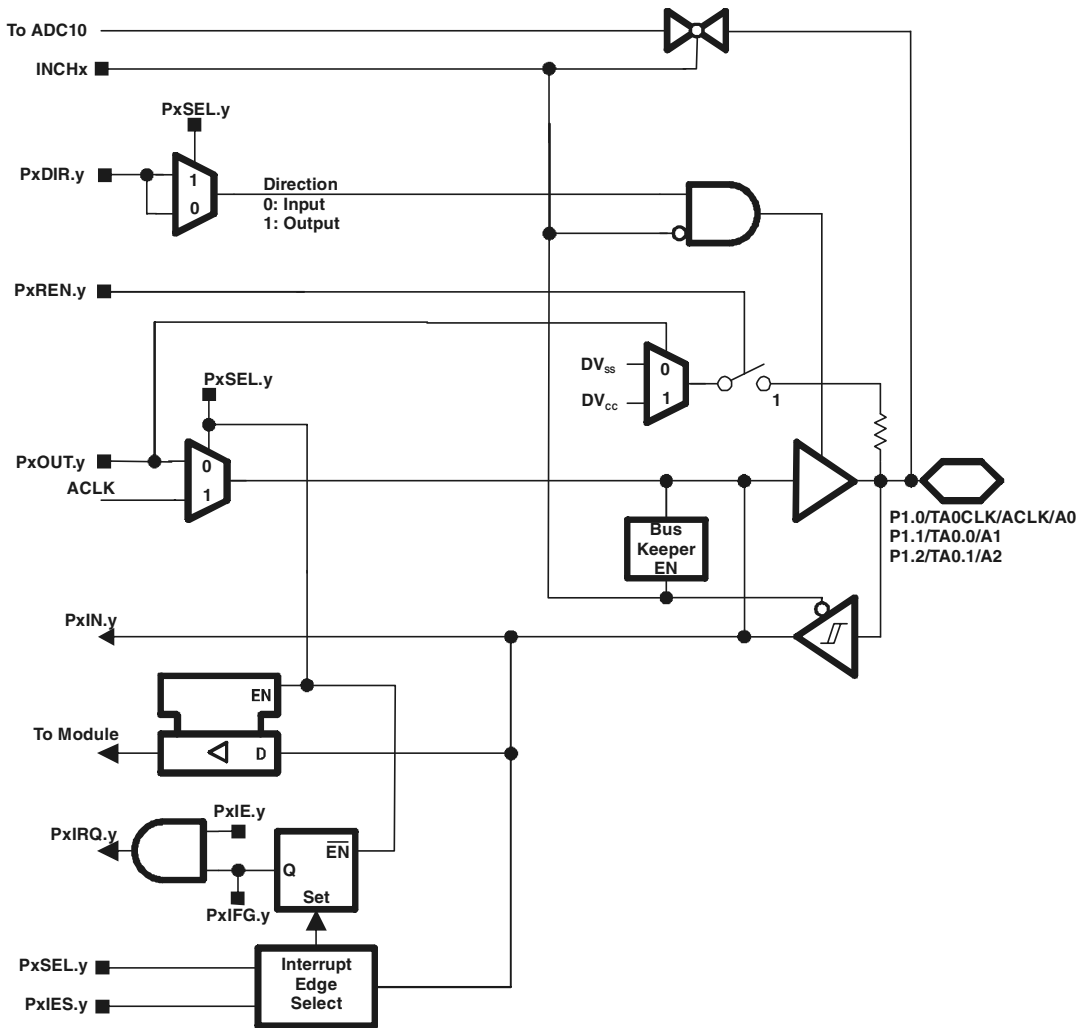 To ADC10
INCHx
PxSEL.y
PxDIR.y
1
0
Direction
0: Input
1: Output
PxREN.y
DVSS
0
DVCC
1
1
PxSEL.y
PxOUT.y
0
ACLK
1
Bus
Keeper
EN
P1.0/TA0CLK/ACLK/A0
P1.1/TA0.0/A1
P1.2/TA0.1/A2
PxIN.y
EN
To Module
D
PxIE.y
PxIRQ.y
EN
Q
Set
PxIFG.y
PxSEL.y
PxIES.y
Interrupt
Edge
Select